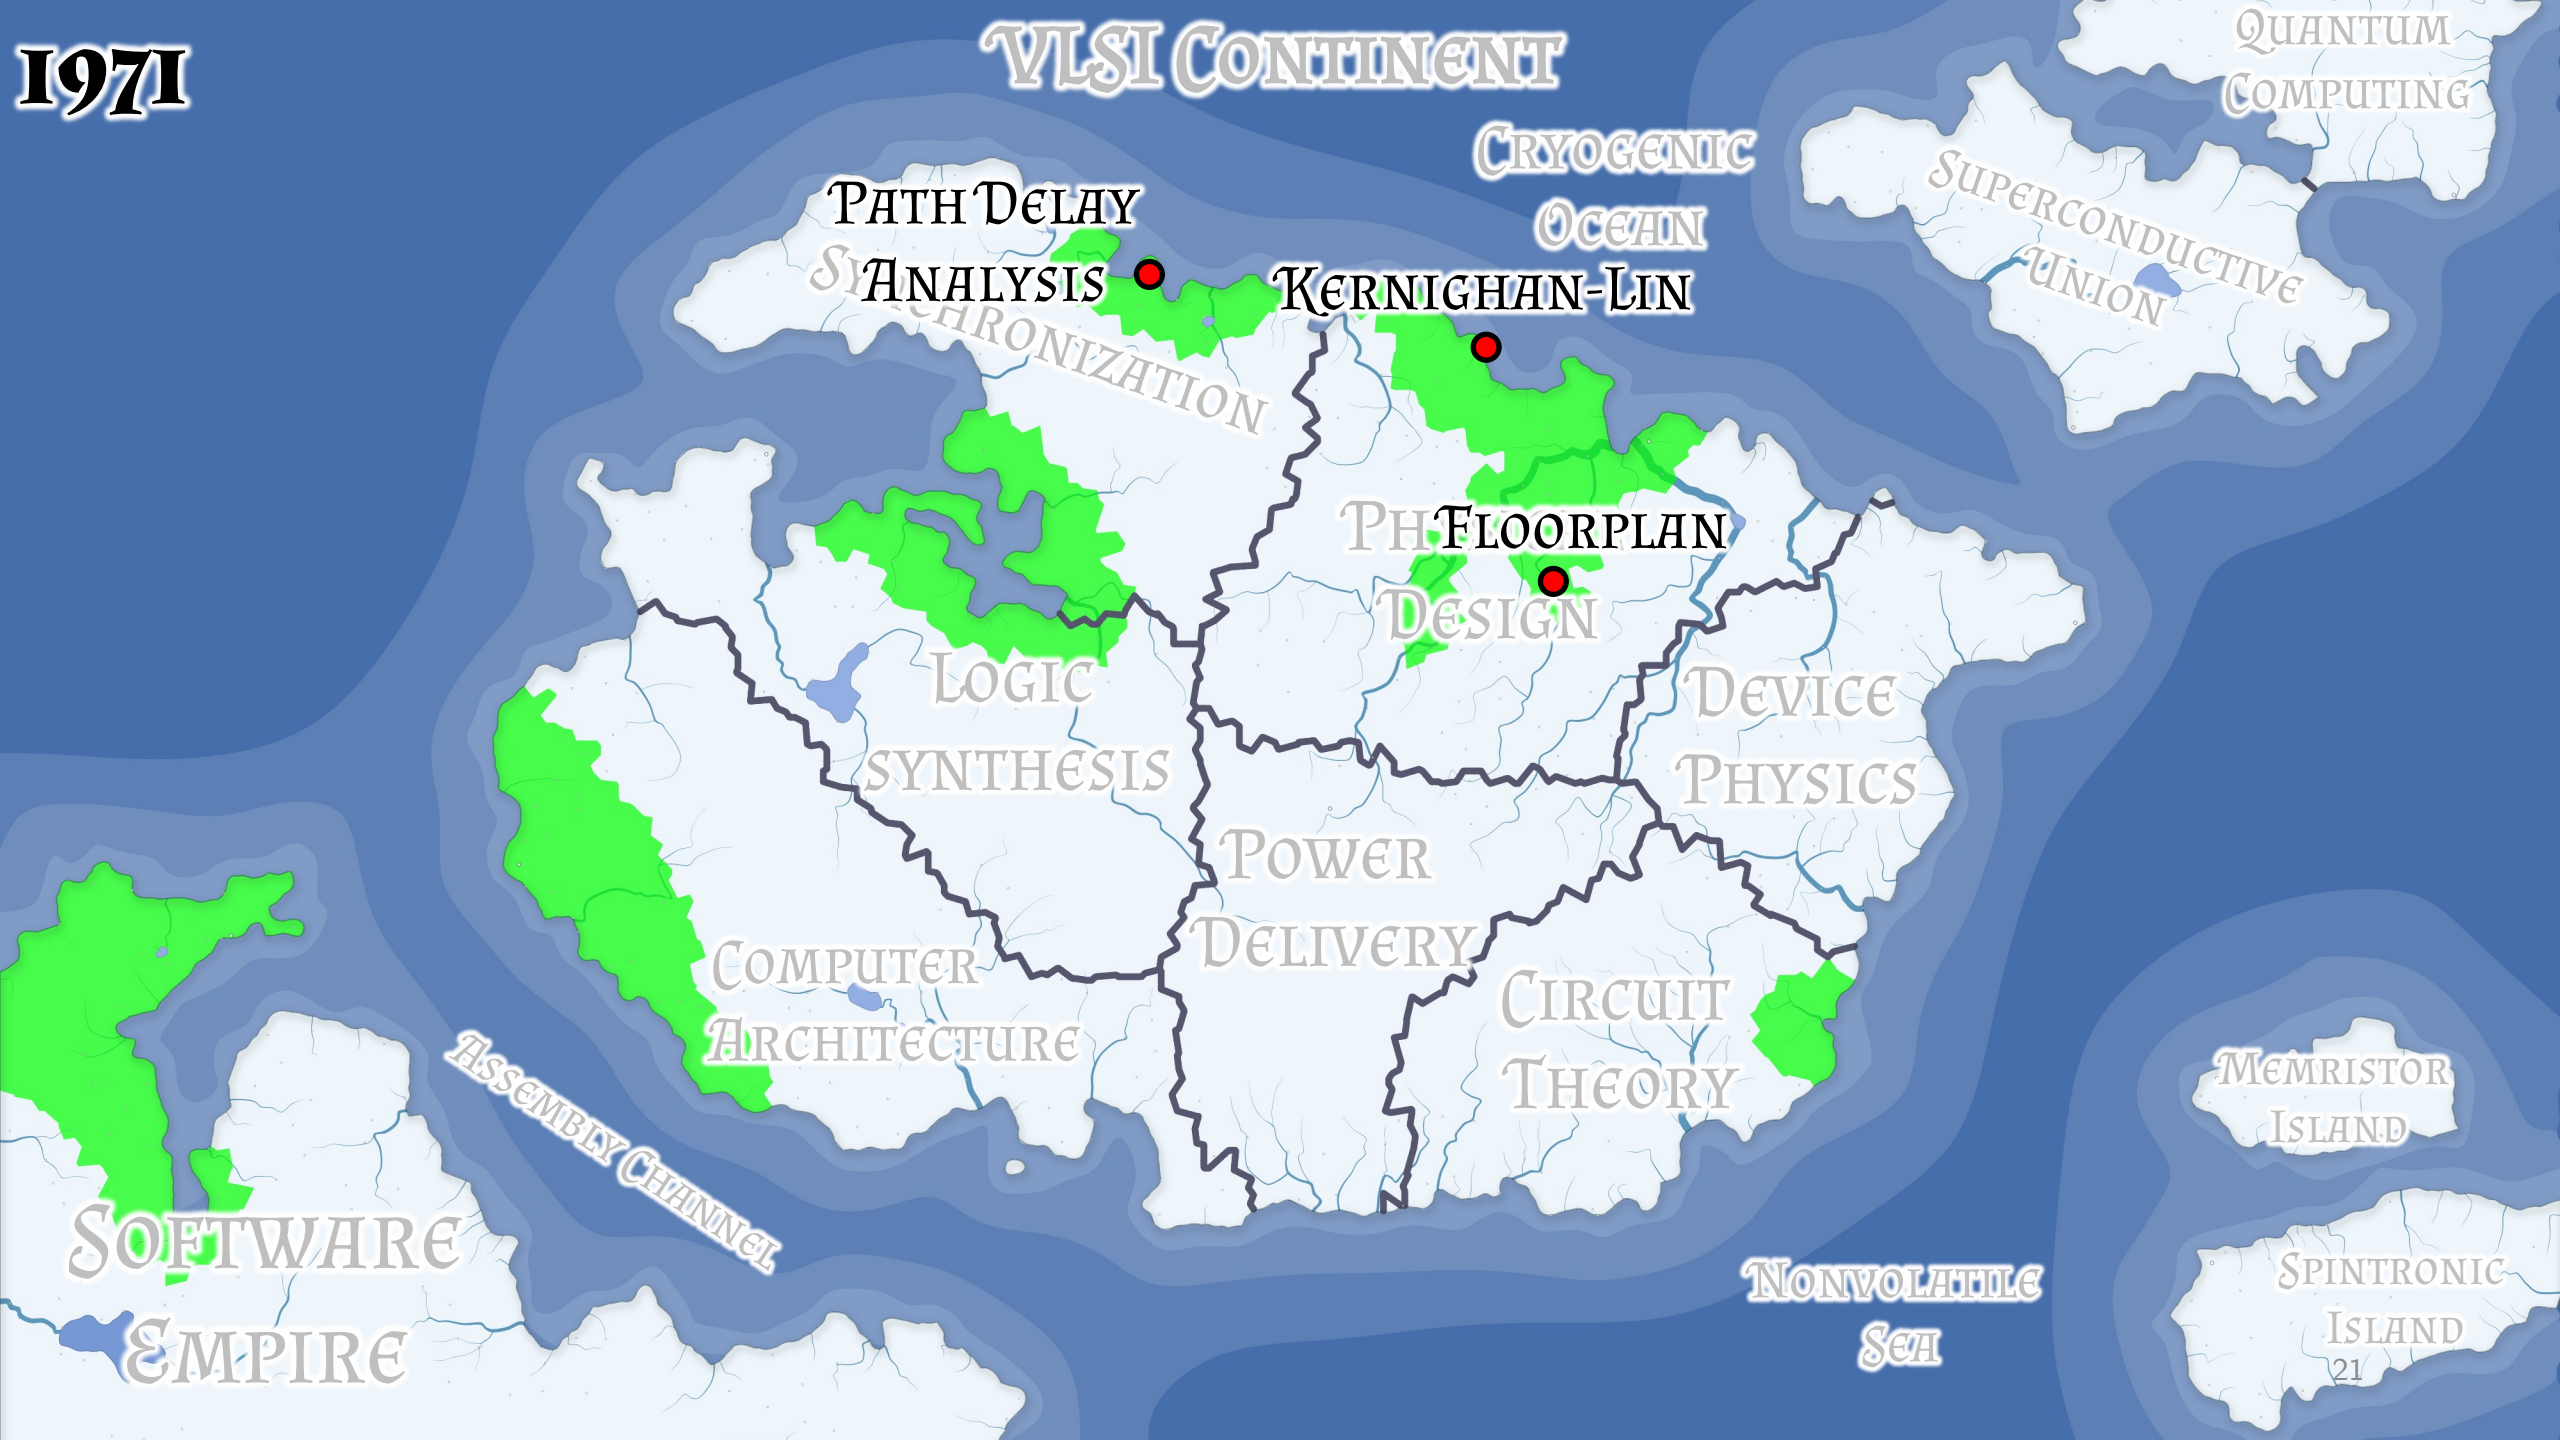 1971
VLSI Continent
Quantum
Computing
Cryogenic
Ocean
Superconductive
Union
Path Delay
Analysis
Synchronization
Kernighan-Lin
Floorplan
Design
Logic
synthesis
Device
Physics
Power
Delivery
Computer
Architecture
Circuit
Theory
Assembly Channel
Software
Empire
Memristor
Island
Nonvolatile
Sea
Spintronic
Island
21